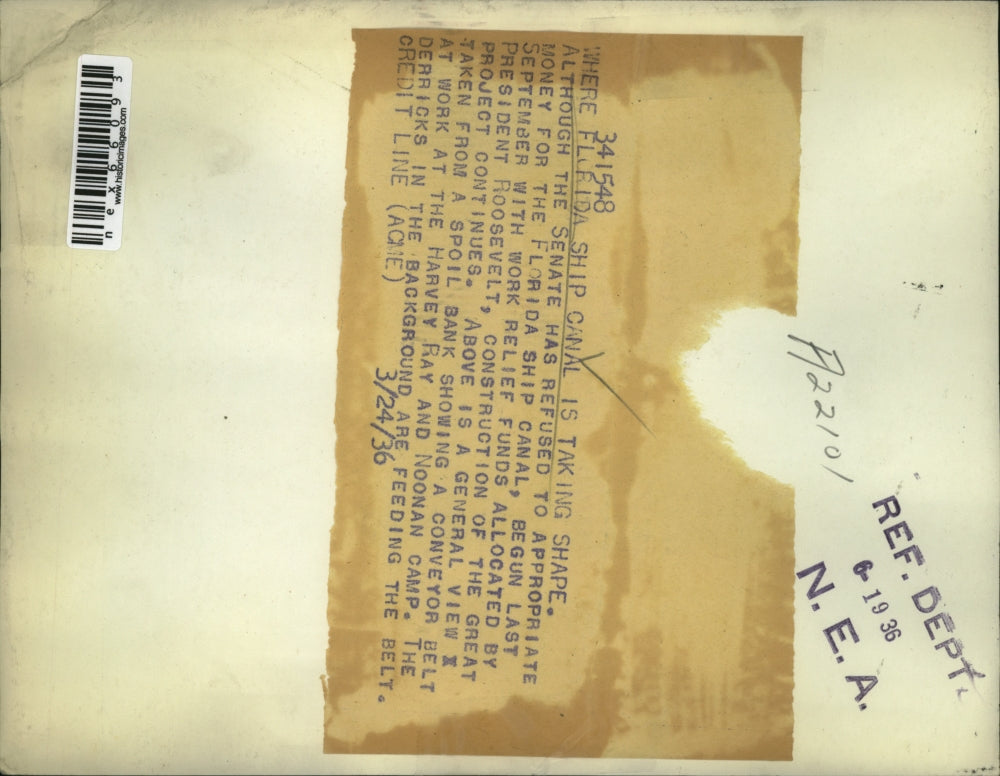 341548
WHERE FLORIDA SHIP CANAL IS TAKING SHAPE.
ALTHOUGH THE SENATE HAS REFUSED TO APPROPRIATE
MONEY FOR THE FLORIDA SHIP CANAL, BEGUN LAST
SEPTEMBER WITH WORK RELIEF FUNDS ALLOCATED BY
PRESIDENT ROOSEVELT, CONSTRUCTION OF THE GREAT
PROJECT CONTINUES. ABOVE IS A GENERAL VIEW X
TAKEN FROM A SPOIL BANK SHOWING A CONVEYOR BELT
AT WORK AT THE HARVEY RAY AND NOONAN CAMP. THE
DERRICKS IN THE BACKGROUND ARE FEEDING THE BELT.
CREDIT LINE (ACME) 3/24/36
REF. DEPT.
6-19 36
N. E. A.
www.historicimages.com
nex66093